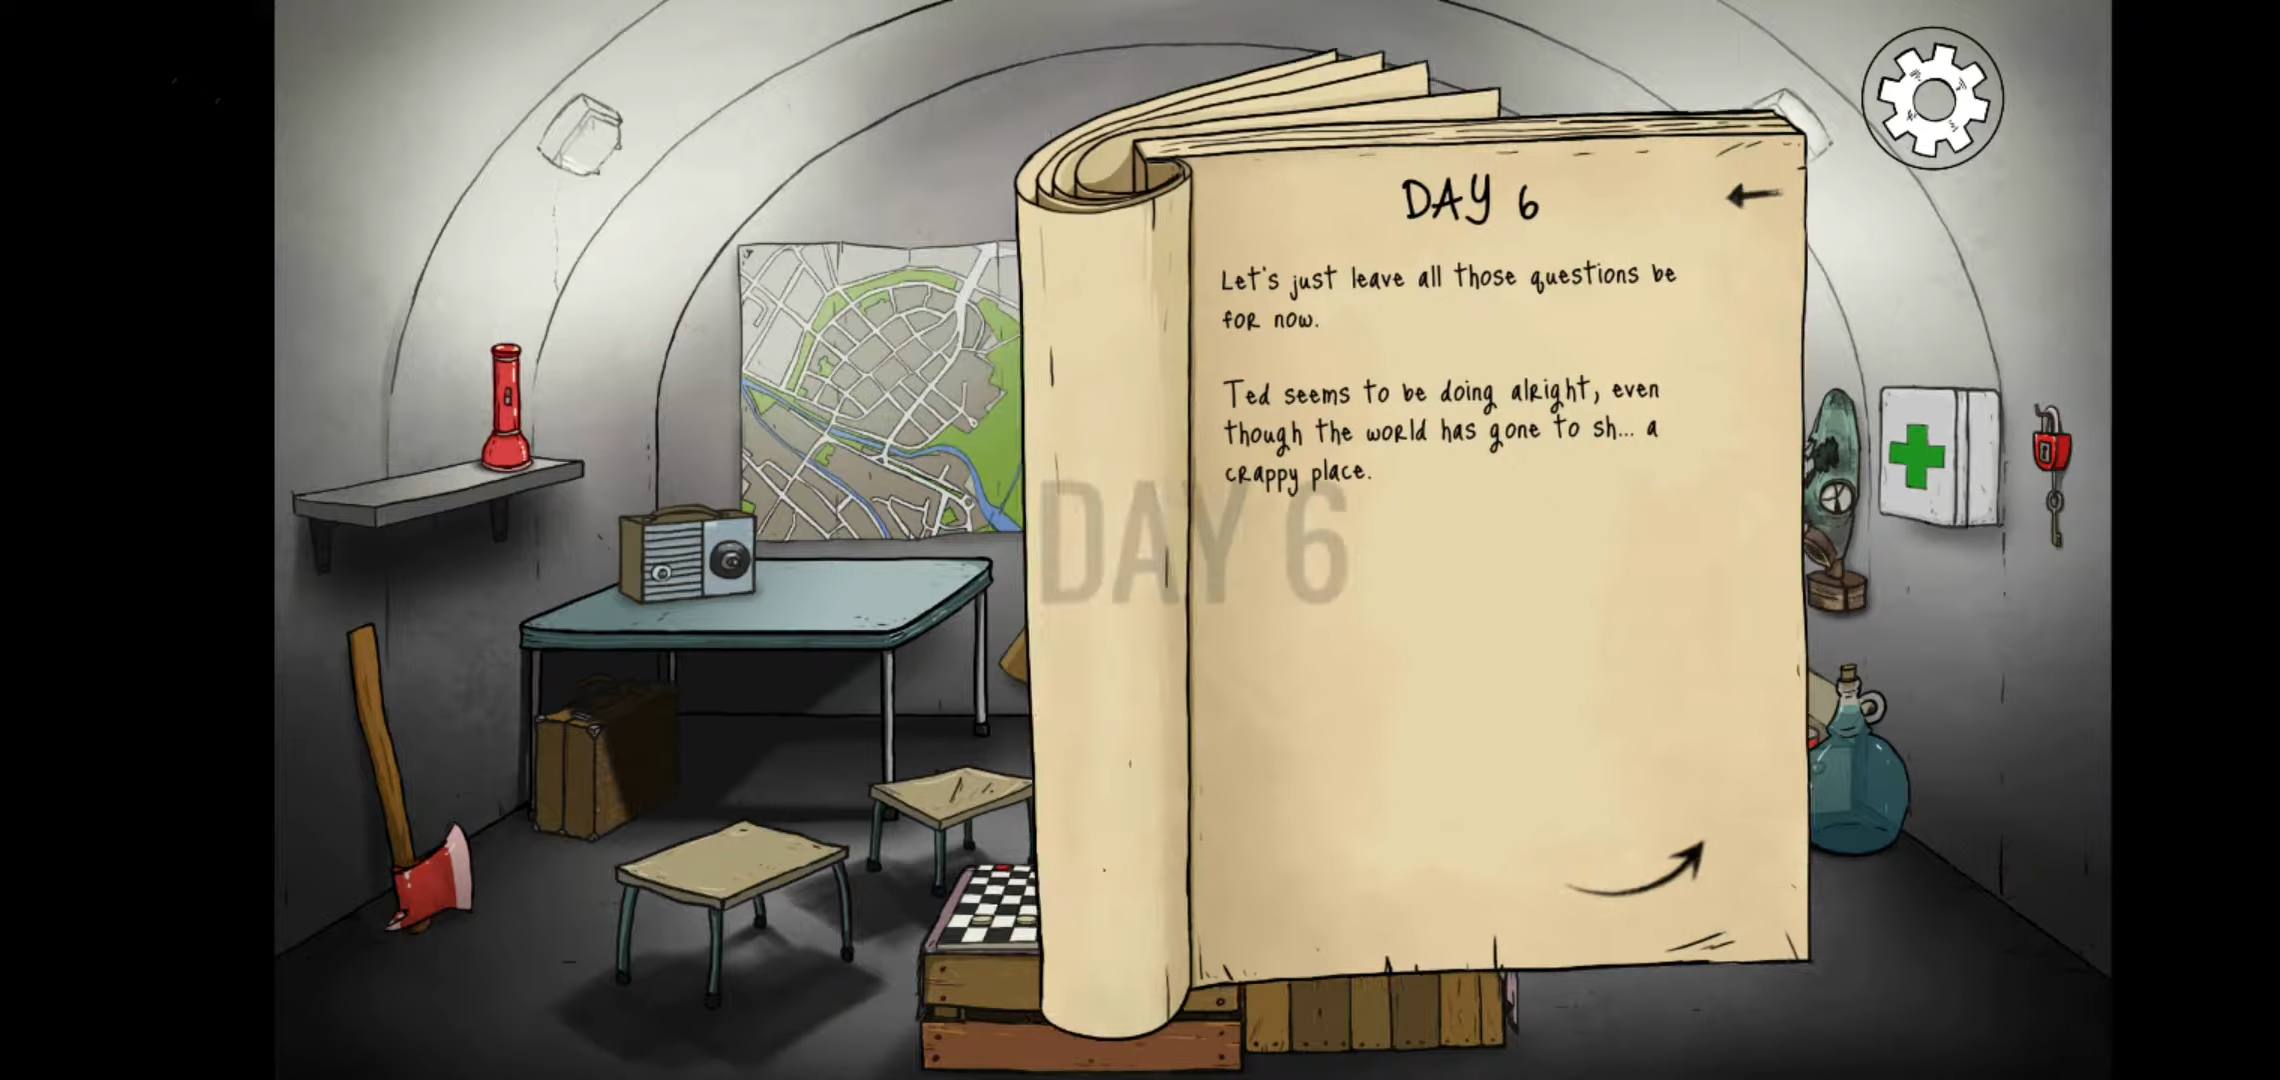 DAY 6
Let's just leave all those questions be
for now.
Ted seems to be doing alright, even
though the world has gone to sh... a
crappy place.
DAY 6